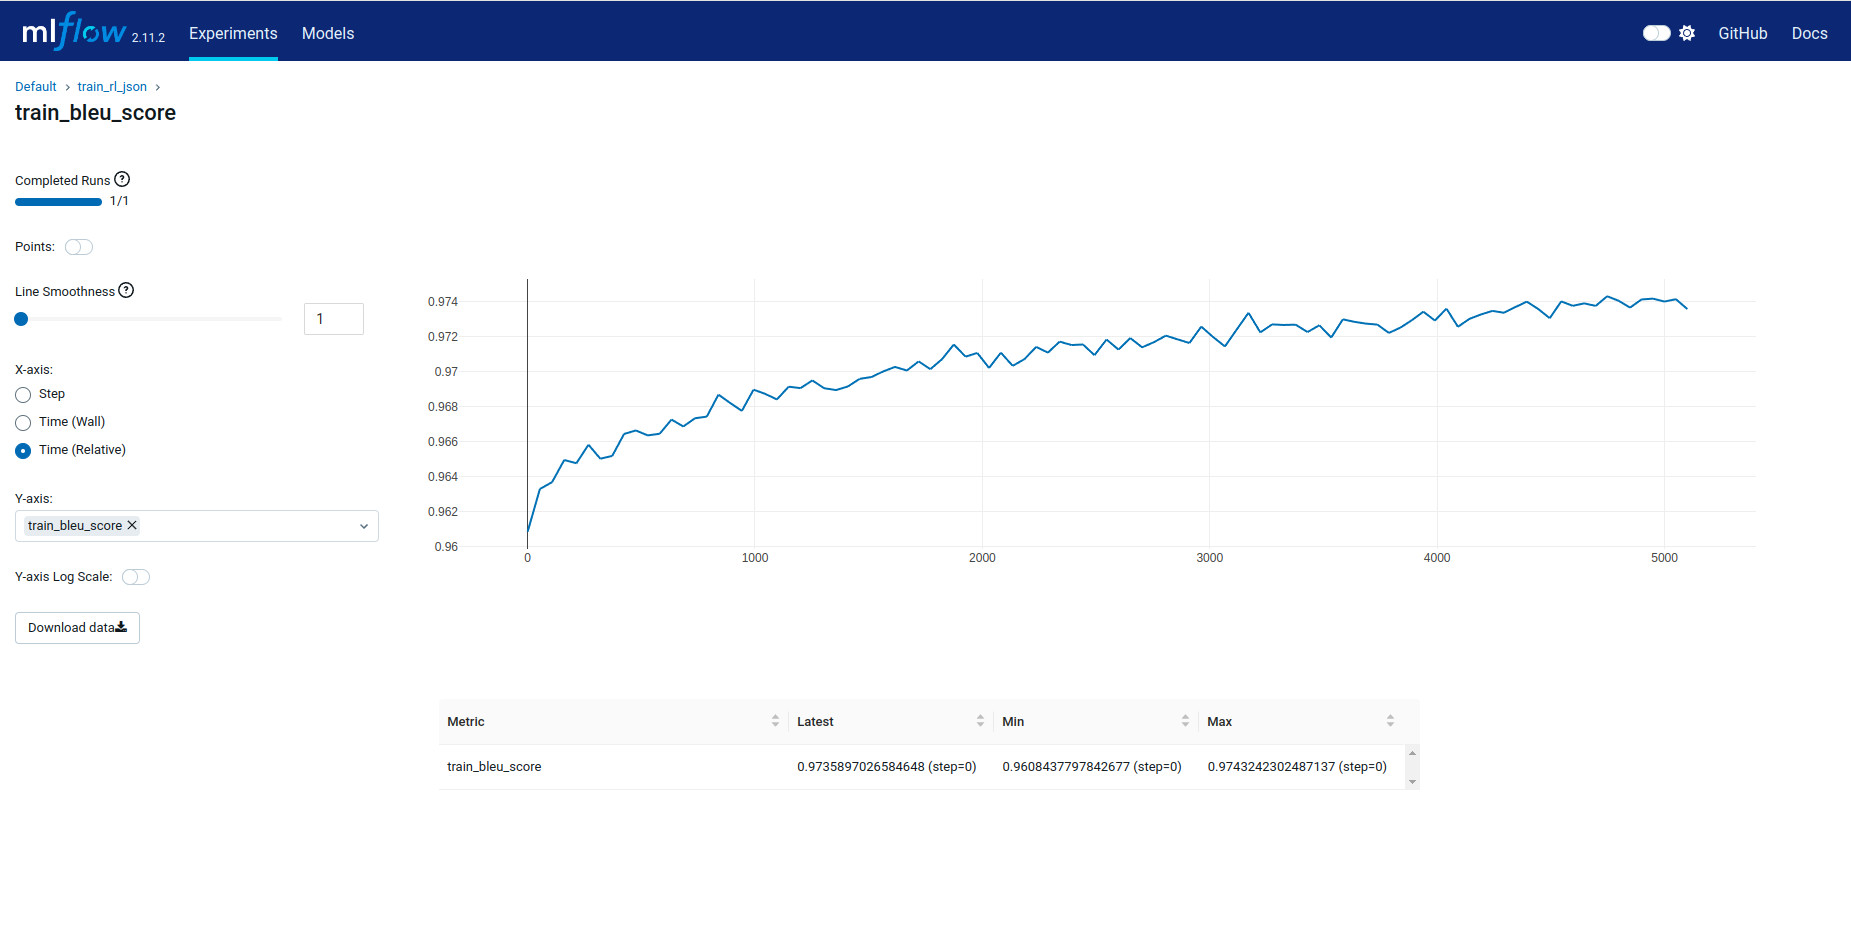 mlflow 2.11.2 Experiments Models GitHub Docs
Default › train_rl_json ›
train_bleu_score
Completed Runs ?
1/1
Points:
Line Smoothness ?
1
X-axis:
Step
Time (Wall)
Time (Relative)
Y-axis:
train_bleu_score
Y-axis Log Scale:
Download data
0.974
0.972
0.97
0.968
0.966
0.964
0.962
0.96
0 1000 2000 3000 4000 5000
Metric Latest Min Max
train_bleu_score 0.9735897026584648 (step=0) 0.9608437797842677 (step=0) 0.9743242302487137 (step=0)